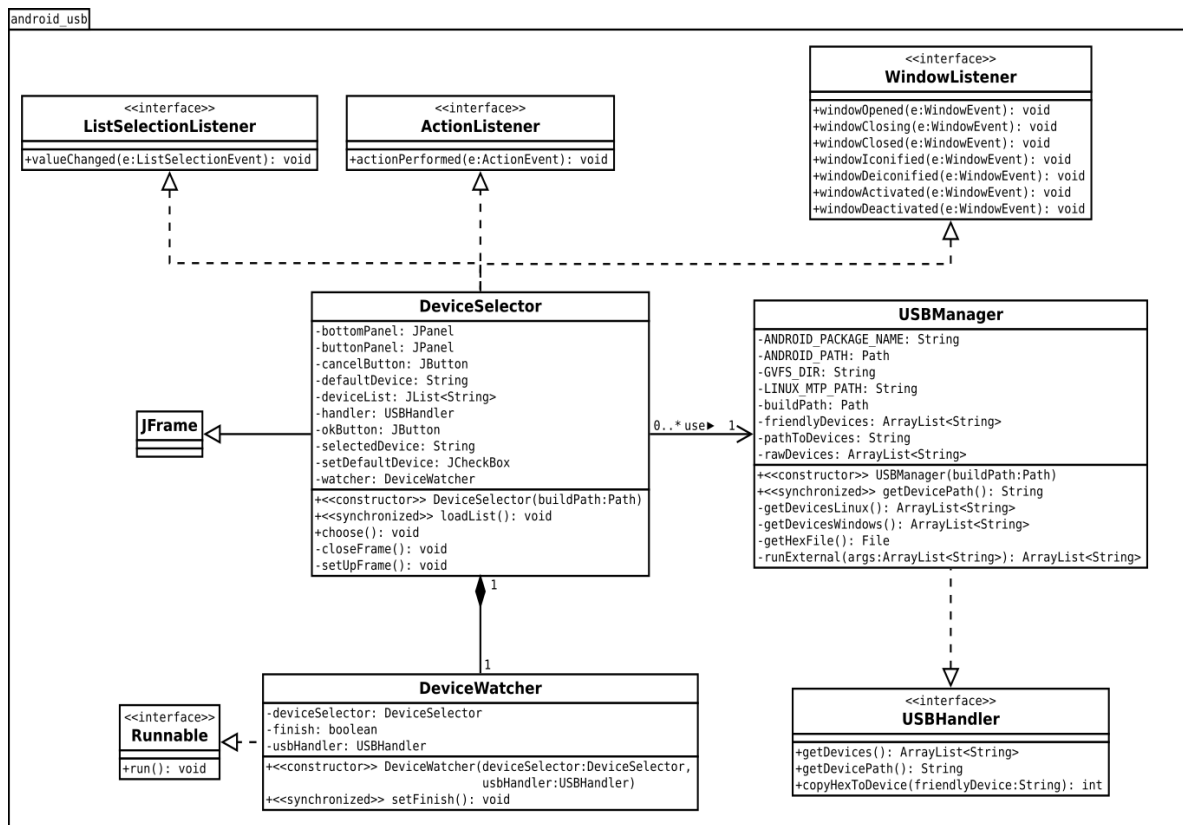 android_usb
<<interface>>
WindowListener
+windowOpened(e:WindowEvent): void
+windowClosing(e:WindowEvent): void
+windowClosed(e:WindowEvent): void
+windowIconified(e:WindowEvent): void
+windowDeiconified(e:WindowEvent): void
+windowActivated(e:WindowEvent): void
+windowDeactivated(e:WindowEvent): void
<<interface>>
ListSelectionListener
+valueChanged(e:ListSelectionEvent): void
<<interface>>
ActionListener
+actionPerformed(e:ActionEvent): void
DeviceSelector
-bottomPanel: JPanel
-buttonPanel: JPanel
-cancelButton: JButton
-defaultDevice: String
-deviceList: JList<String>
-handler: USBHandler
-okButton: JButton
-selectedDevice: String
-setDefaultDevice: JCheckBox
-watcher: DeviceWatcher
+<<constructor>> DeviceSelector(buildPath:Path)
+<<synchronized>> loadList(): void
+choose(): void
-closeFrame(): void
-setUpFrame(): void
JFrame
0..* use▶ 1
USBManager
-ANDROID_PACKAGE_NAME: String
-ANDROID_PATH: Path
-GVFS_DIR: String
-LINUX_MTP_PATH: String
-buildPath: Path
-friendlyDevices: ArrayList<String>
-pathToDevices: String
-rawDevices: ArrayList<String>
+<<constructor>> USBManager(buildPath:Path)
+<<synchronized>> getDevicePath(): String
-getDevicesLinux(): ArrayList<String>
-getDevicesWindows(): ArrayList<String>
-getHexFile(): File
-runExternal(args:ArrayList<String>): ArrayList<String>
1
1
DeviceWatcher
-deviceSelector: DeviceSelector
-finish: boolean
-usbHandler: USBHandler
+<<constructor>> DeviceWatcher(deviceSelector:DeviceSelector,
usbHandler:USBHandler)
+<<synchronized>> setFinish(): void
<<interface>>
Runnable
+run(): void
<<interface>>
USBHandler
+getDevices(): ArrayList<String>
+getDevicePath(): String
+copyHexToDevice(friendlyDevice:String): int